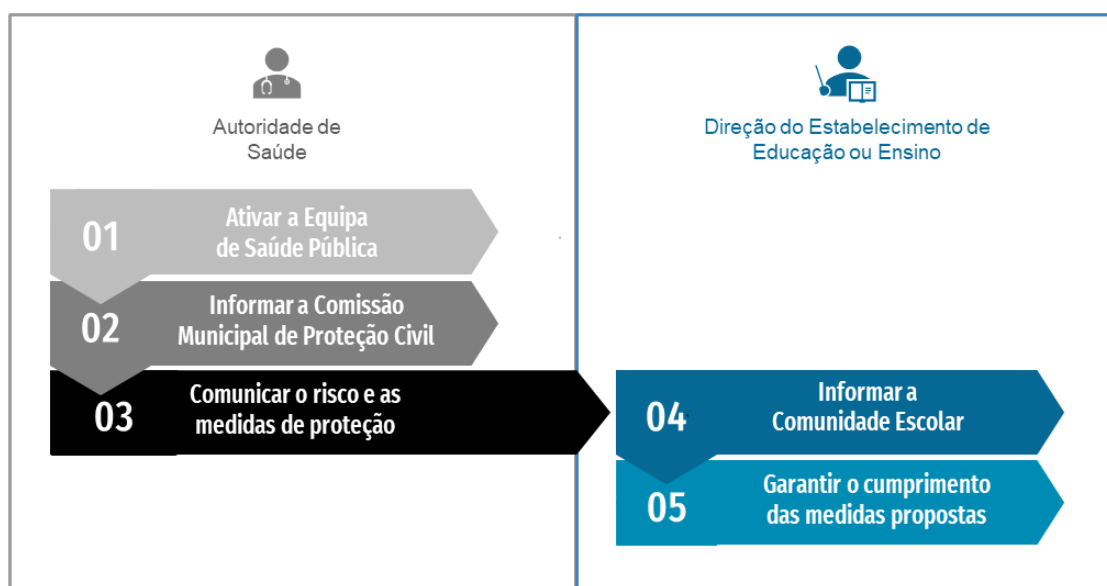 Autoridade de
Saúde
01
Ativar a Equipa
de Saúde Pública
02
Informar a Comissão
Municipal de Proteção Civil
03
Comunicar o risco e as
medidas de proteção
Direção do Estabelecimento de
Educação ou Ensino
04
Informar a
Comunidade Escolar
05
Garantir o cumprimento
das medidas propostas